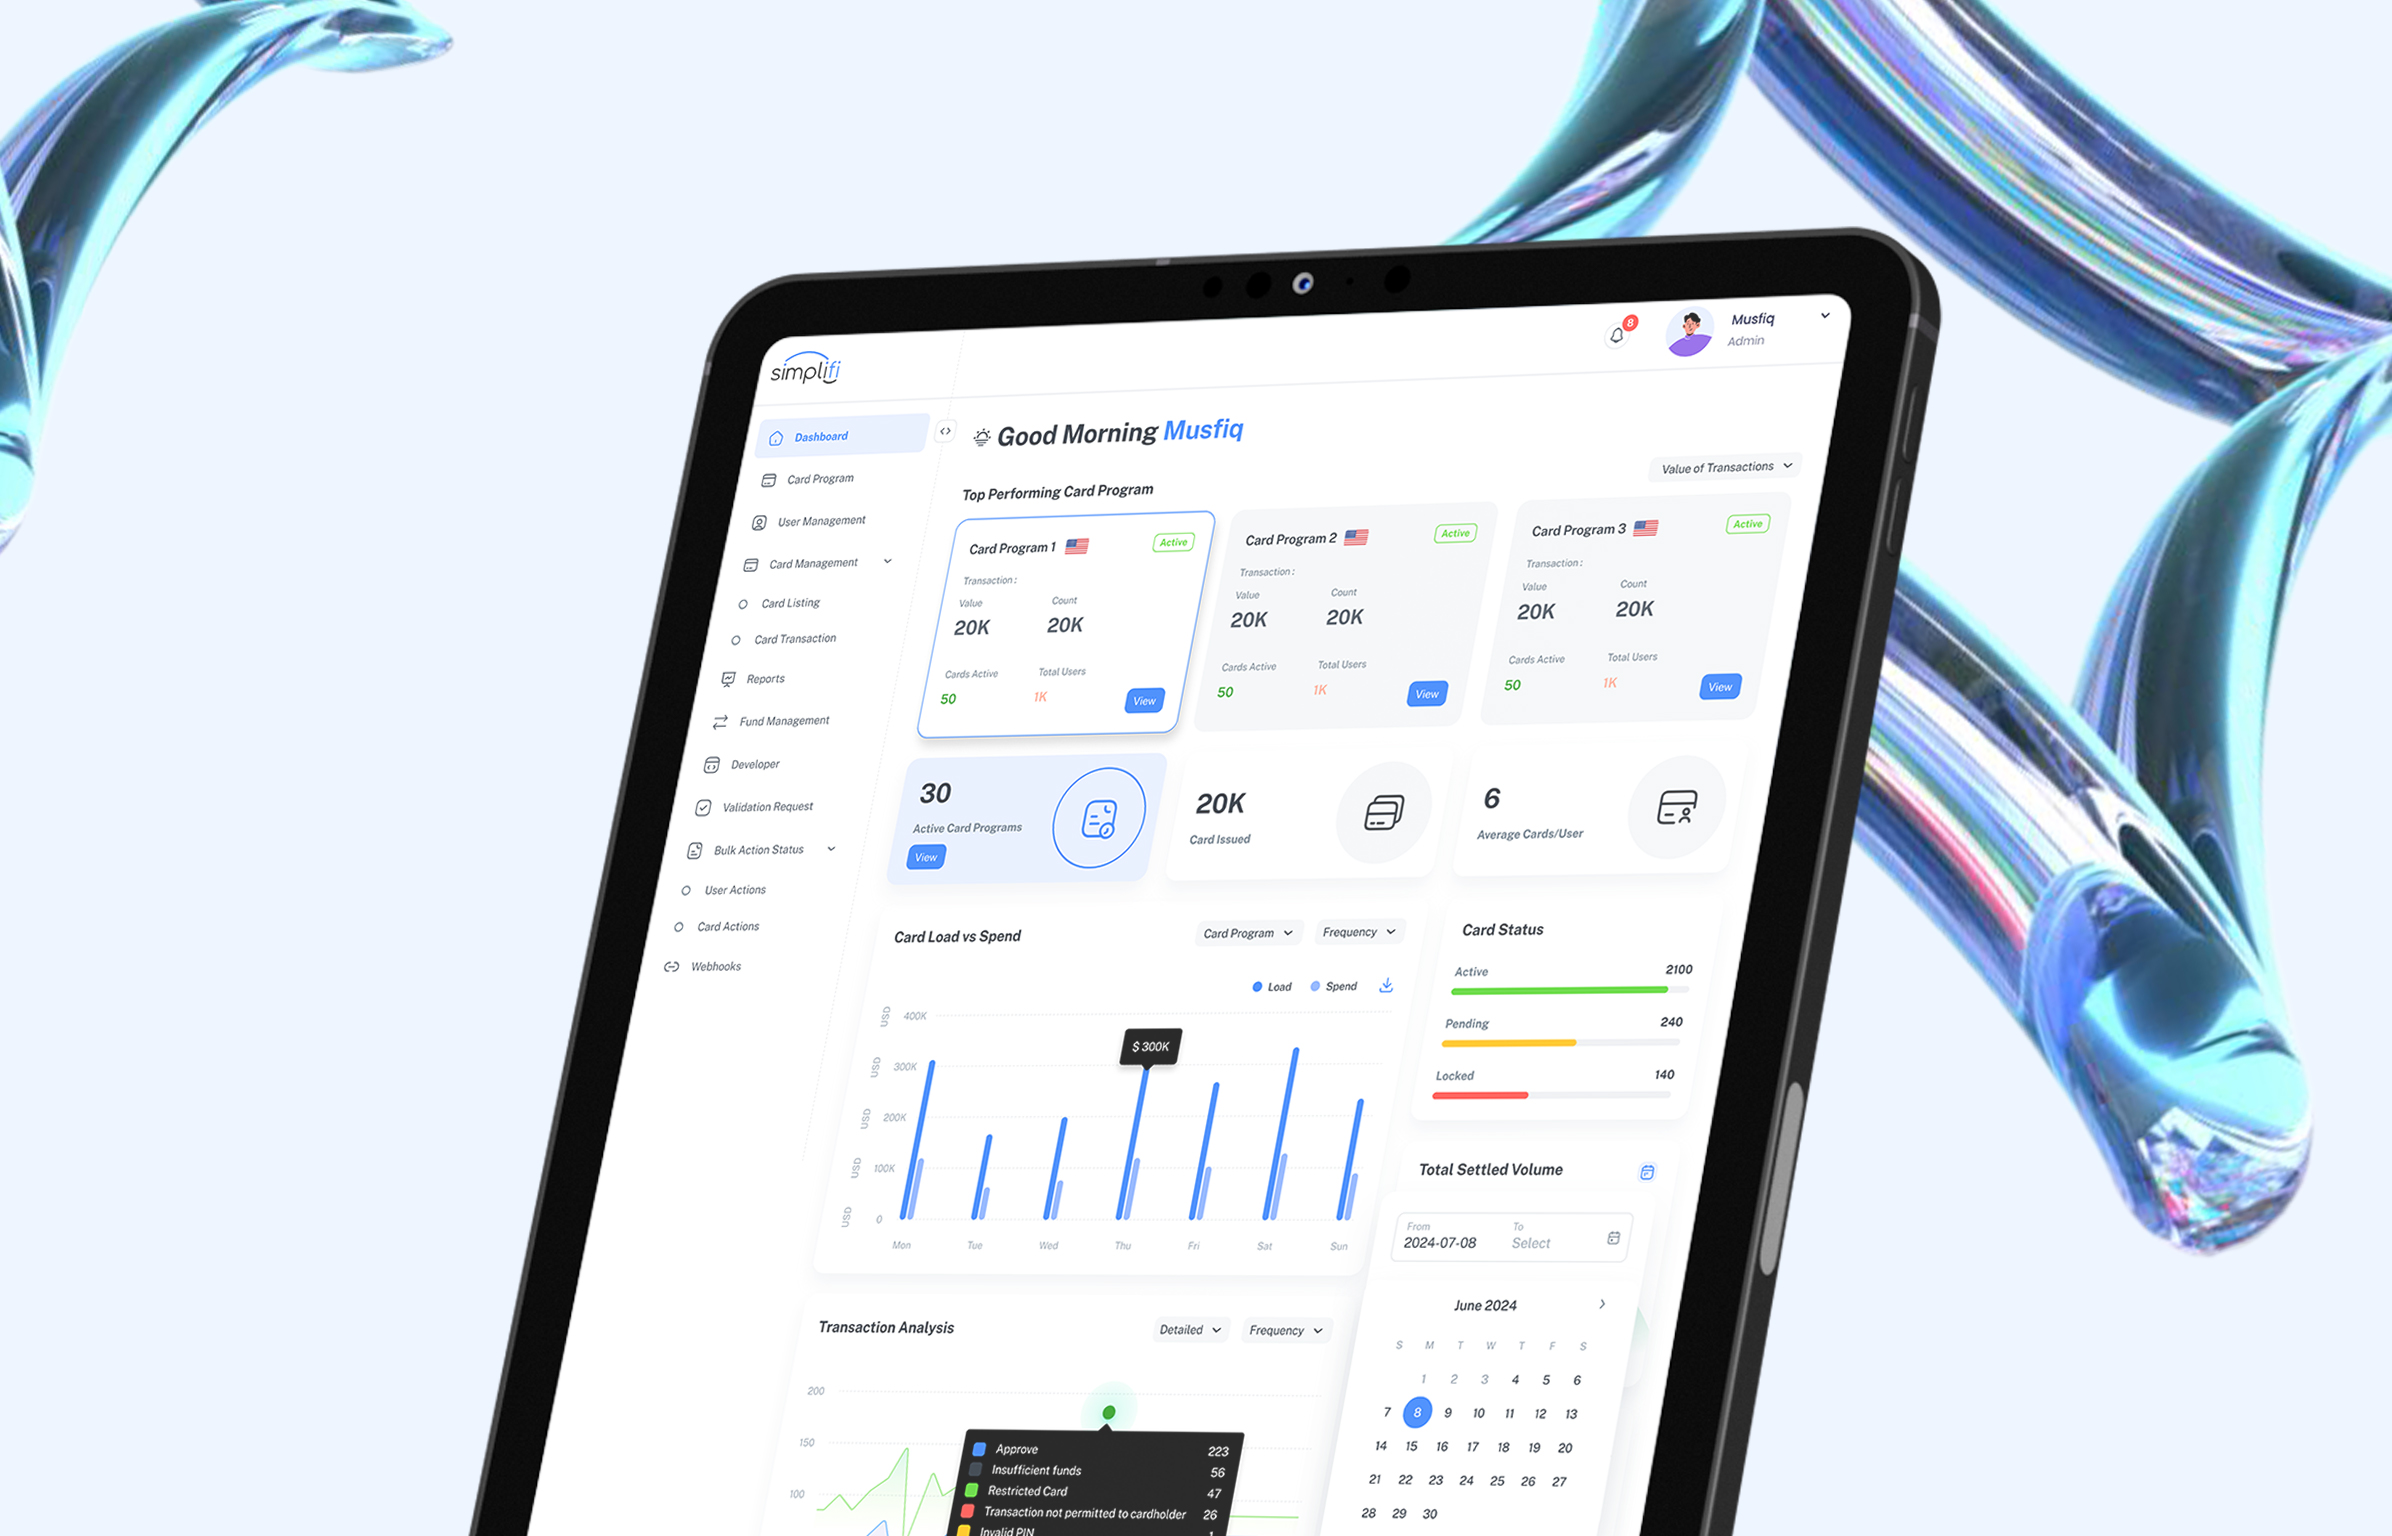 simplifi
8
Musfiq
Admin
Dashboard
Card Program
User Management
Card Management
Card Listing
Card Transaction
Reports
Fund Management
Developer
Validation Request
Bulk Action Status
User Actions
Card Actions
Webhooks
Good Morning Musfiq
Value of Transactions
Top Performing Card Program
Card Program 1 Active
Transaction :
Value Count
20K 20K
Cards Active Total Users
50 1K View
Card Program 2 Active
Transaction :
Value Count
20K 20K
Cards Active Total Users
50 1K View
Card Program 3 Active
Transaction :
Value Count
20K 20K
Cards Active Total Users
50 1K View
30
Active Card Programs
View
20K
Card Issued
6
Average Cards/User
Card Load vs Spend Card Program Frequency
Load Spend
USD 400K
USD 300K
USD 200K
USD 100K
USD 0
$ 300K
Mon Tue Wed Thu Fri Sat Sun
Card Status
Active 2100
Pending 240
Locked 140
Total Settled Volume
From To
2024-07-08 Select
June 2024
S M T W T F S
1 2 3 4 5 6
7 8 9 10 11 12 13
14 15 16 17 18 19 20
21 22 23 24 25 26 27
28 29 30
Transaction Analysis Detailed Frequency
200
150
100
Approve 223
Insufficient funds 56
Restricted Card 47
Transaction not permitted to cardholder 26
Invalid PIN